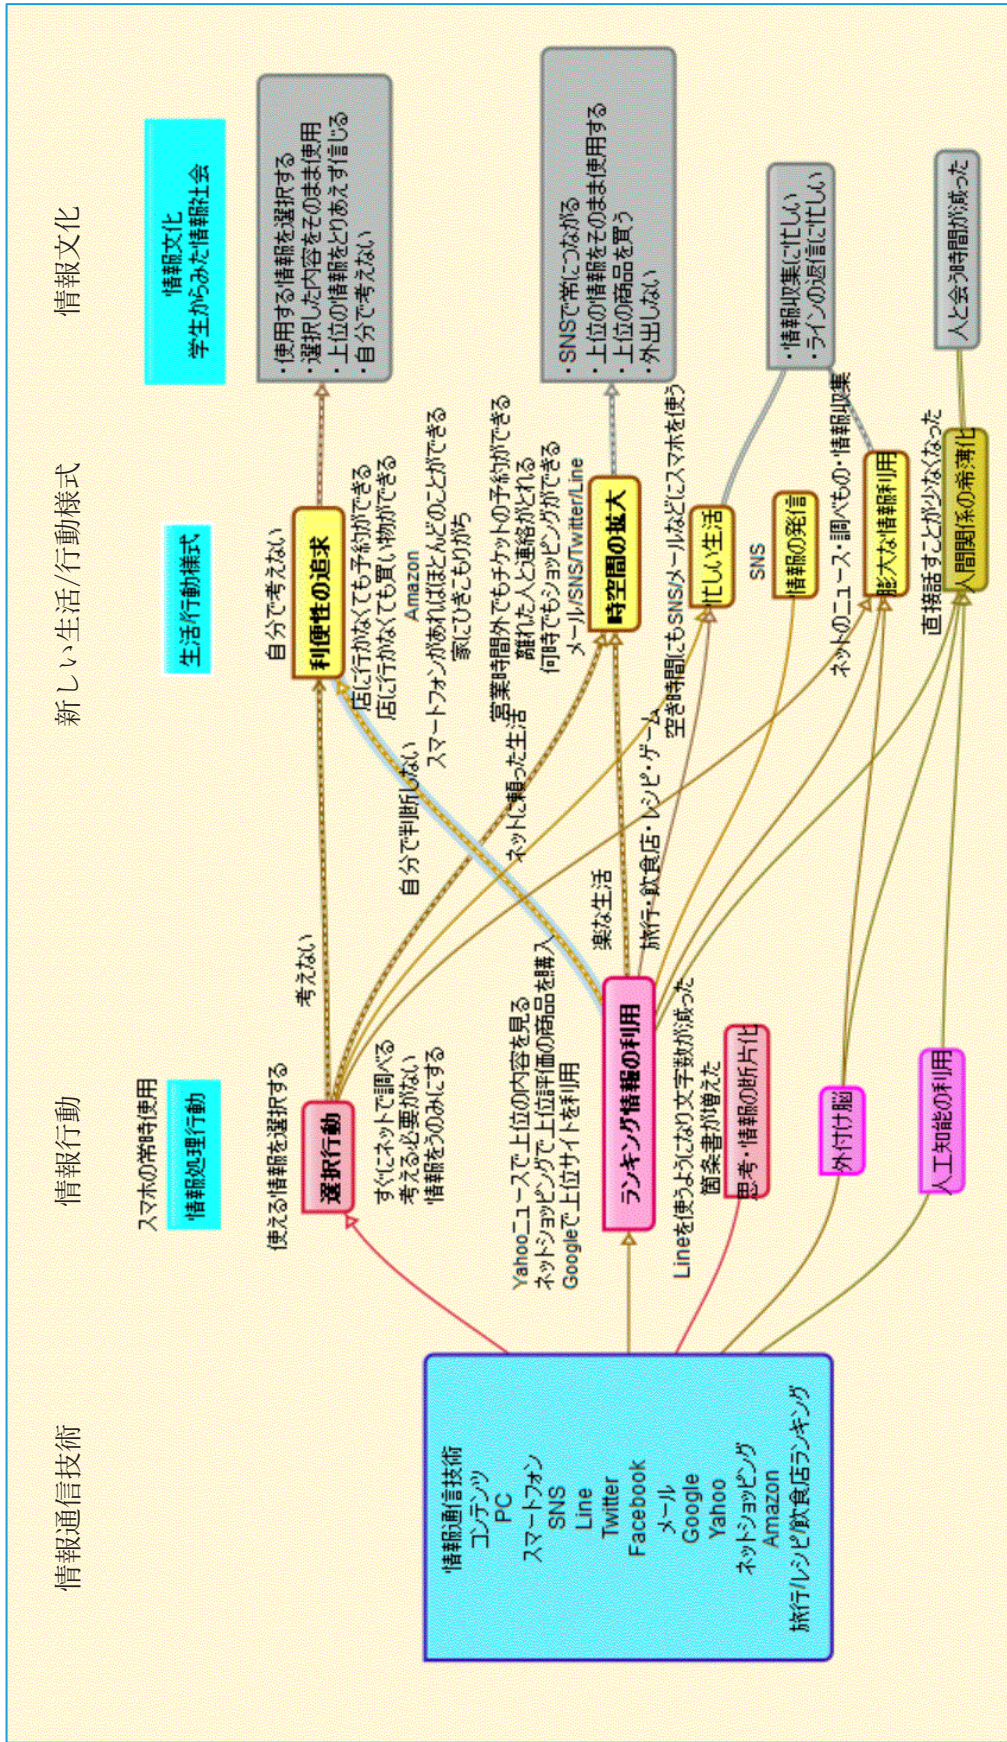 情報通信技術
情報行動
新しい生活/行動様式
情報文化
スマホの常時使用
情報処理行動
生活/行動様式
情報文化
学生からみた情報社会
情報通信技術
コンテンツ
PC
スマートフォン
SNS
Line
Twitter
Facebook
メール
Google
Yahoo
ネットショッピング
Amazon
旅行/レシピ/飲食店ランキング
使える情報を選択する
選択行動
すぐにネットで調べる
考える必要がない
情報をうのみにする
Yahooニュースで上位の内容を見る
ネットショッピングで上位評価の商品を購入
Googleで上位サイトを利用
ランキング情報の利用
Lineを使うようになり文字数が減った
箇条書が増えた
思考・情報の断片化
外付け脳
人工知能の利用
考えない
自分で判断しない
ネットに頼った生活
楽な生活
旅行・飲食店・レシピ・ゲーム
自分で考えない
利便性の追求
店に行かなくても予約ができる
店に行かなくても買い物ができる
Amazon
スマートフォンがあればほとんどのことができる
家にひきこもりがち
営業時間外でもチケットの予約ができる
離れた人と連絡がとれる
何時でもショッピングができる
メール/SNS/Twitter/Line
時空間の拡大
空き時間にもSNS/メールなどにスマホを使う
忙しい生活
SNS
情報の発信
ネットのニュース・調べもの・情報収集
膨大な情報利用
直接話すことが少なくなった
人間関係の希薄化
・使用する情報を選択する
・選択した内容をそのまま使用
・上位の情報をとりあえず信じる
・自分で考えない
・SNSで常につながる
・上位の情報をそのまま使用する
・上位の商品を買う
・外出しない
・情報収集に忙しい
・ラインの返信に忙しい
人と会う時間が減った